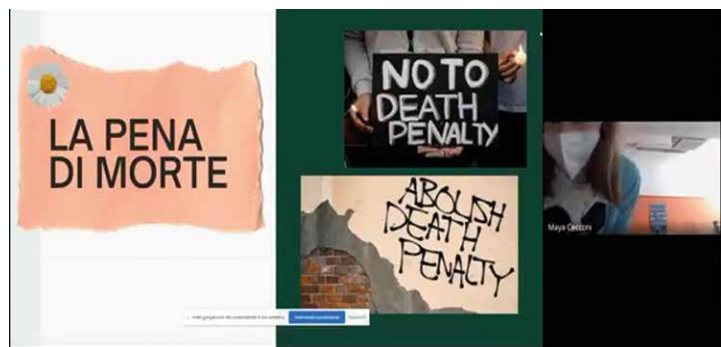 LA PENA
DI MORTE
NO TO
DEATH
PENALTY
ABOLISH
DEATH
PENALTY
Maya Cecconi